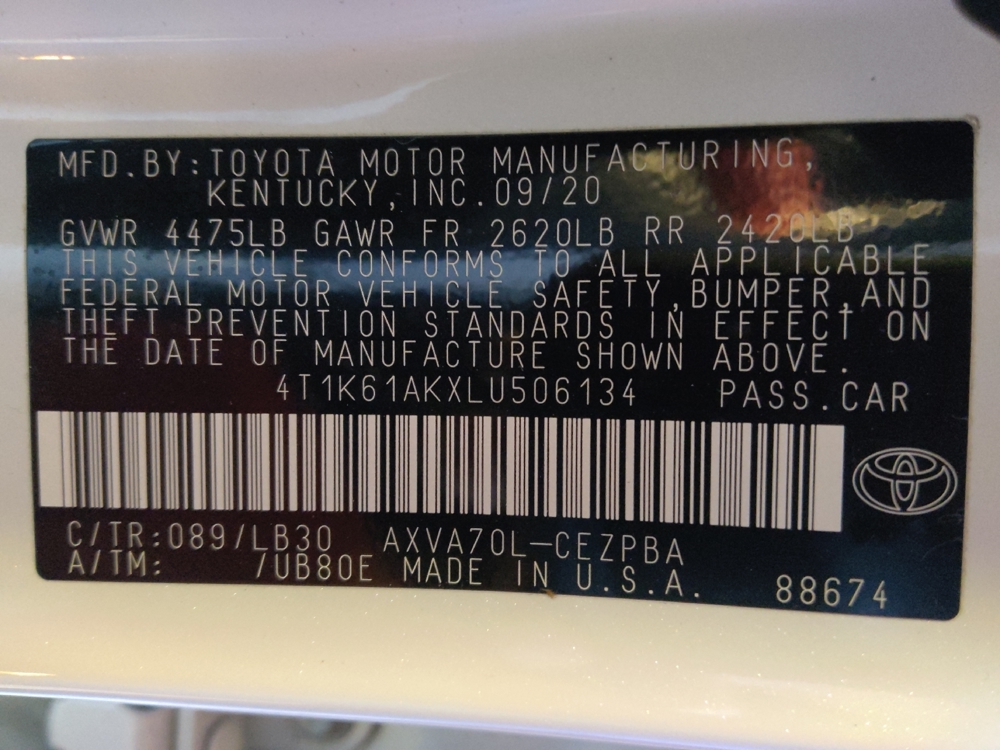 MFD.BY:TOYOTA MOTOR MANUFACTURING,
KENTUCKY,INC.09/20
GVWR 4475LB GAWR FR 2620LB RR 2420LB
THIS VEHICLE CONFORMS TO ALL APPLICABLE
FEDERAL MOTOR VEHICLE SAFETY,BUMPER,AND
THEFT PREVENTION STANDARDS IN EFFECT ON
THE DATE OF MANUFACTURE SHOWN ABOVE.
4T1K61AKXLU506134 PASS.CAR
C/TR:089/LB30 AXVA70L-CEZPBA
A/TM: /UB80E MADE IN U.S.A. 88674